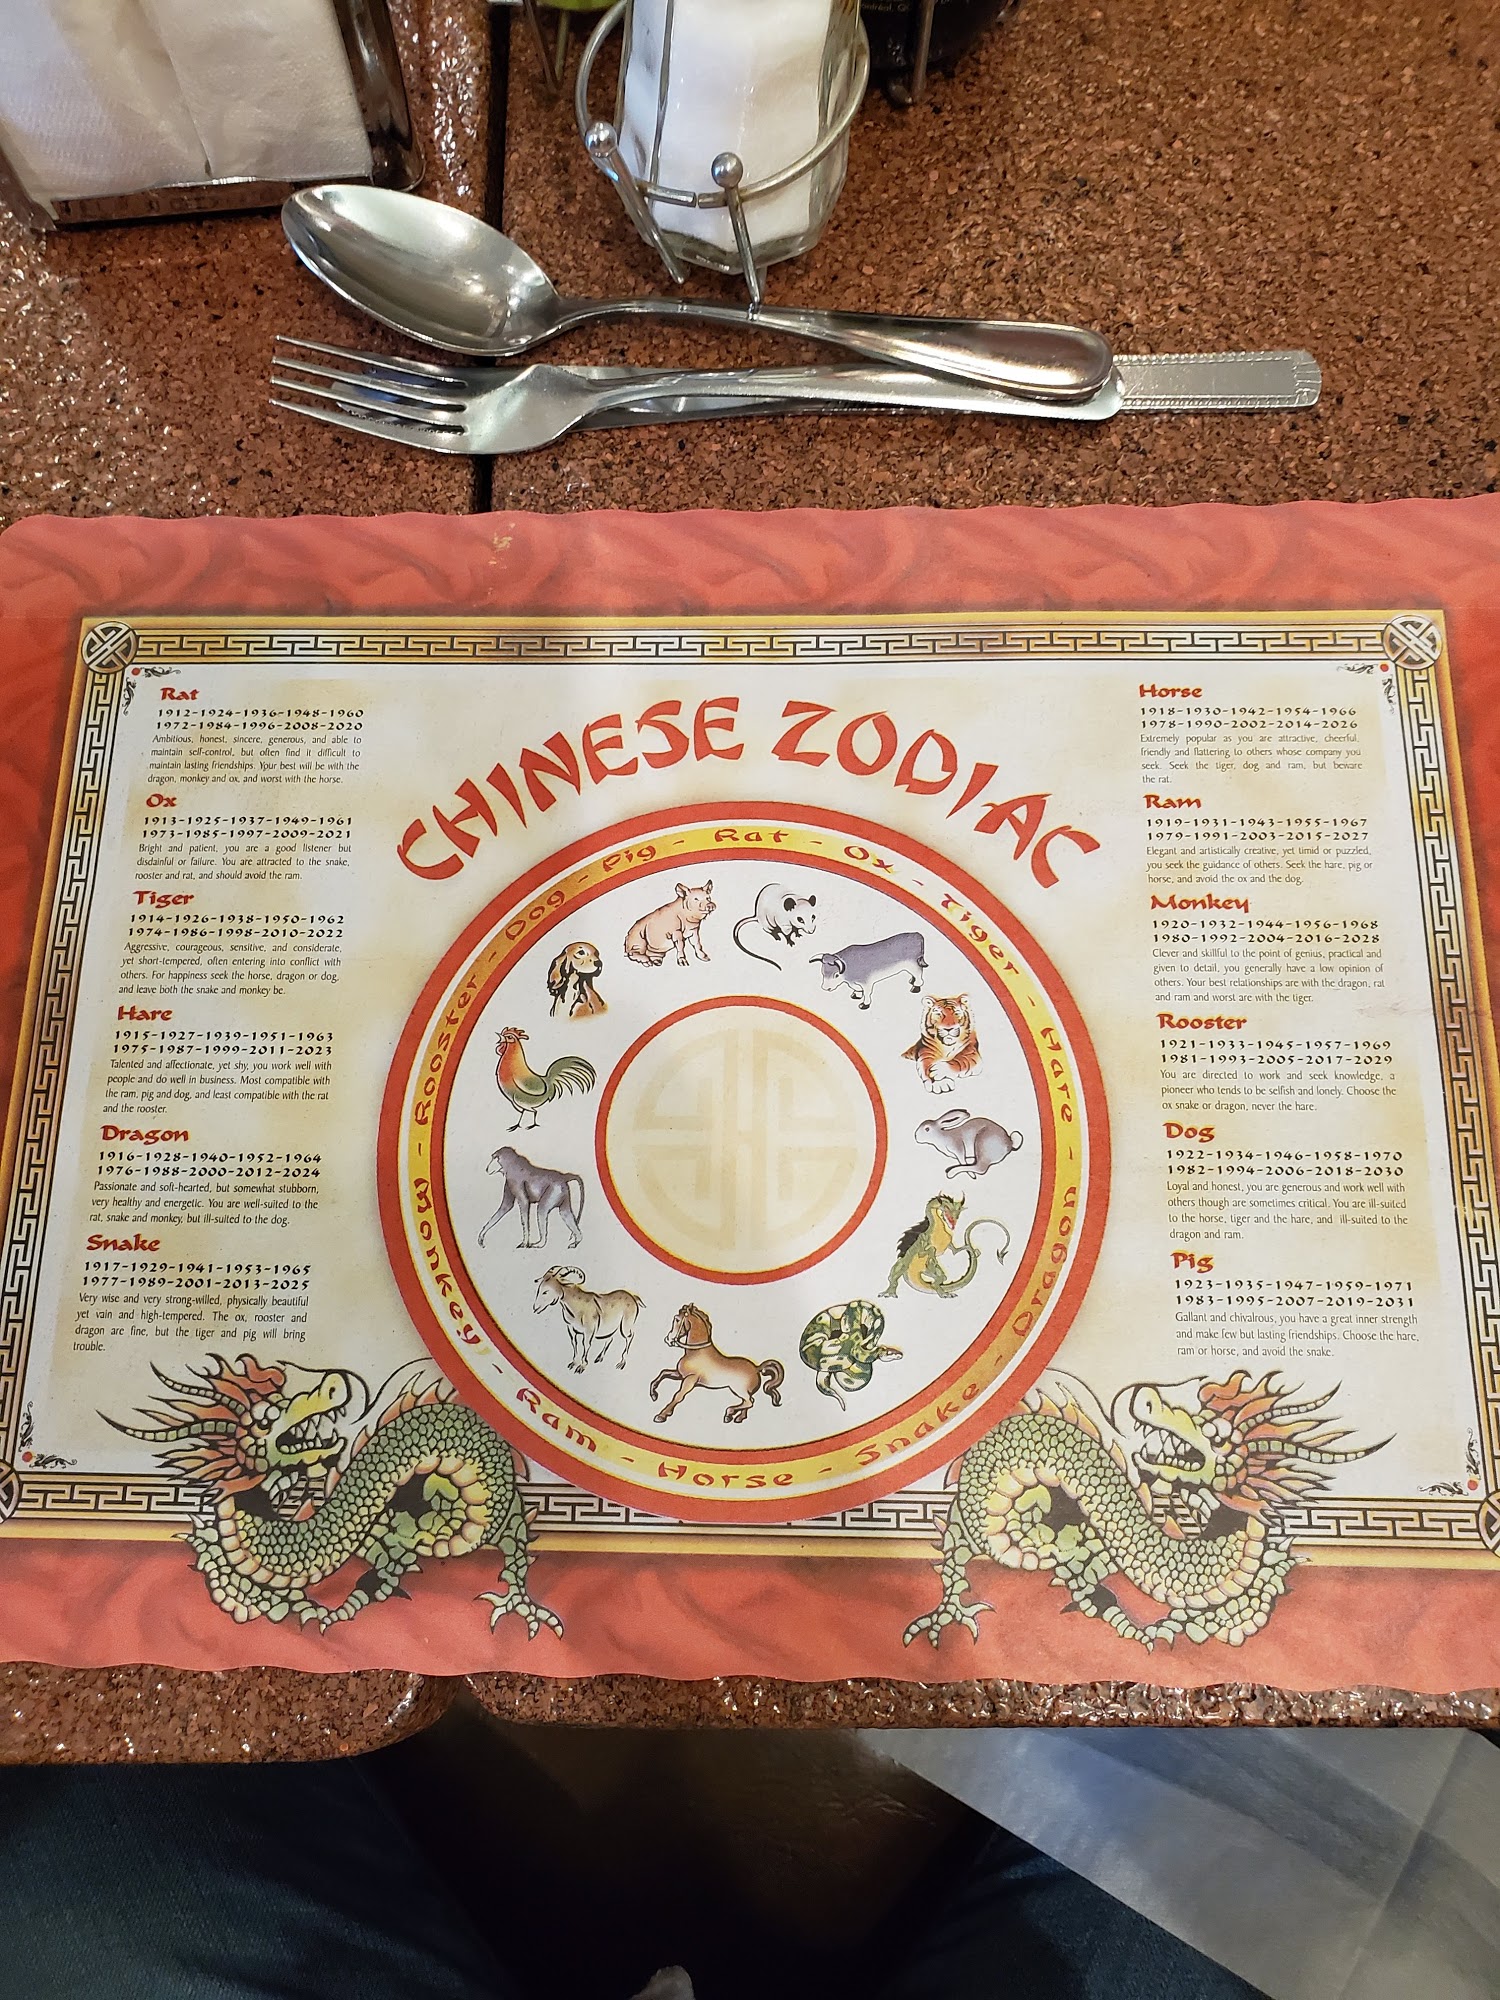 Montréal, QC
CHINESE ZODIAC
Rat
1912-1924-1936-1948-1960
1972-1984-1996-2008-2020
Ambitious, honest, sincere, generous, and able to
maintain self-control, but often find it difficult to
maintain lasting friendships. Your best will be with the
dragon, monkey and ox, and worst with the horse.
Ox
1913-1925-1937-1949-1961
1973-1985-1997-2009-2021
Bright and patient, you are a good listener but
disdainful or failure. You are attracted to the snake,
rooster and rat, and should avoid the ram.
Tiger
1914-1926-1938-1950-1962
1974-1986-1998-2010-2022
Aggressive, courageous, sensitive, and considerate,
yet short-tempered, often entering into conflict with
others. For happiness seek the horse, dragon or dog,
and leave both the snake and monkey be.
Hare
1915-1927-1939-1951-1963
1975-1987-1999-2011-2023
Talented and affectionate, yet shy, you work well with
people and do well in business. Most compatible with
the ram, pig and dog, and least compatible with the rat
and the rooster.
Dragon
1916-1928-1940-1952-1964
1976-1988-2000-2012-2024
Passionate and soft-hearted, but somewhat stubborn,
very healthy and energetic. You are well-suited to the
rat, snake and monkey, but ill-suited to the dog.
Snake
1917-1929-1941-1953-1965
1977-1989-2001-2013-2025
Very wise and very strong-willed, physically beautiful
yet vain and high-tempered. The ox, rooster and
dragon are fine, but the tiger and pig will bring
trouble.
Rat - Ox - Tiger - Hare - Dragon - Snake - Horse - Ram - Monkey - Rooster - Dog - Pig -
Horse
1918-1930-1942-1954-1966
1978-1990-2002-2014-2026
Extremely popular as you are attractive, cheerful,
friendly and flattering to others whose company you
seek. Seek the tiger, dog and ram, but beware
the rat.
Ram
1919-1931-1943-1955-1967
1979-1991-2003-2015-2027
Elegant and artistically creative, yet timid or puzzled,
you seek the guidance of others. Seek the hare, pig or
horse, and avoid the ox and the dog.
Monkey
1920-1932-1944-1956-1968
1980-1992-2004-2016-2028
Clever and skillful to the point of genius, practical and
given to detail, you generally have a low opinion of
others. Your best relationships are with the dragon, rat
and ram and worst are with the tiger.
Rooster
1921-1933-1945-1957-1969
1981-1993-2005-2017-2029
You are directed to work and seek knowledge, a
pioneer who tends to be selfish and lonely. Choose the
ox snake or dragon, never the hare.
Dog
1922-1934-1946-1958-1970
1982-1994-2006-2018-2030
Loyal and honest, you are generous and work well with
others though are sometimes critical. You are ill-suited
to the horse, tiger and the hare, and ill-suited to the
dragon and ram.
Pig
1923-1935-1947-1959-1971
1983-1995-2007-2019-2031
Gallant and chivalrous, you have a great inner strength
and make few but lasting friendships. Choose the hare,
ram or horse, and avoid the snake.